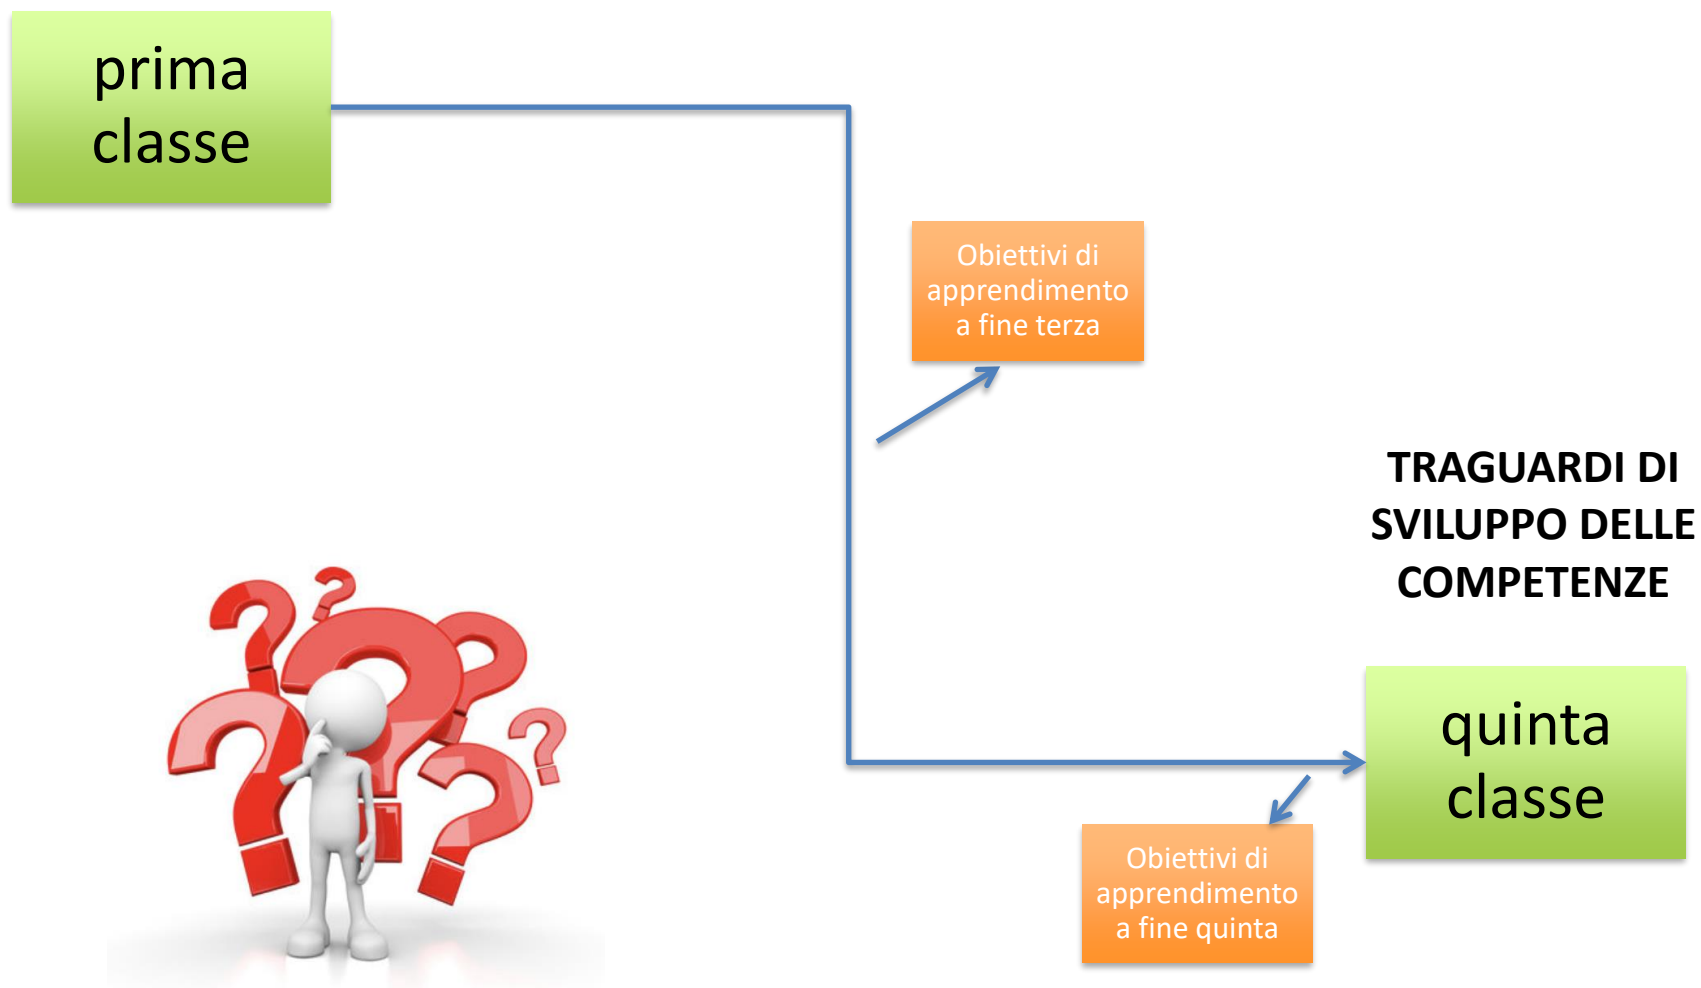 prima
classe
Obiettivi di
apprendimento
a fine terza
TRAGUARDI DI
SVILUPPO DELLE
COMPETENZE
quinta
classe
Obiettivi di
apprendimento
a fine quinta